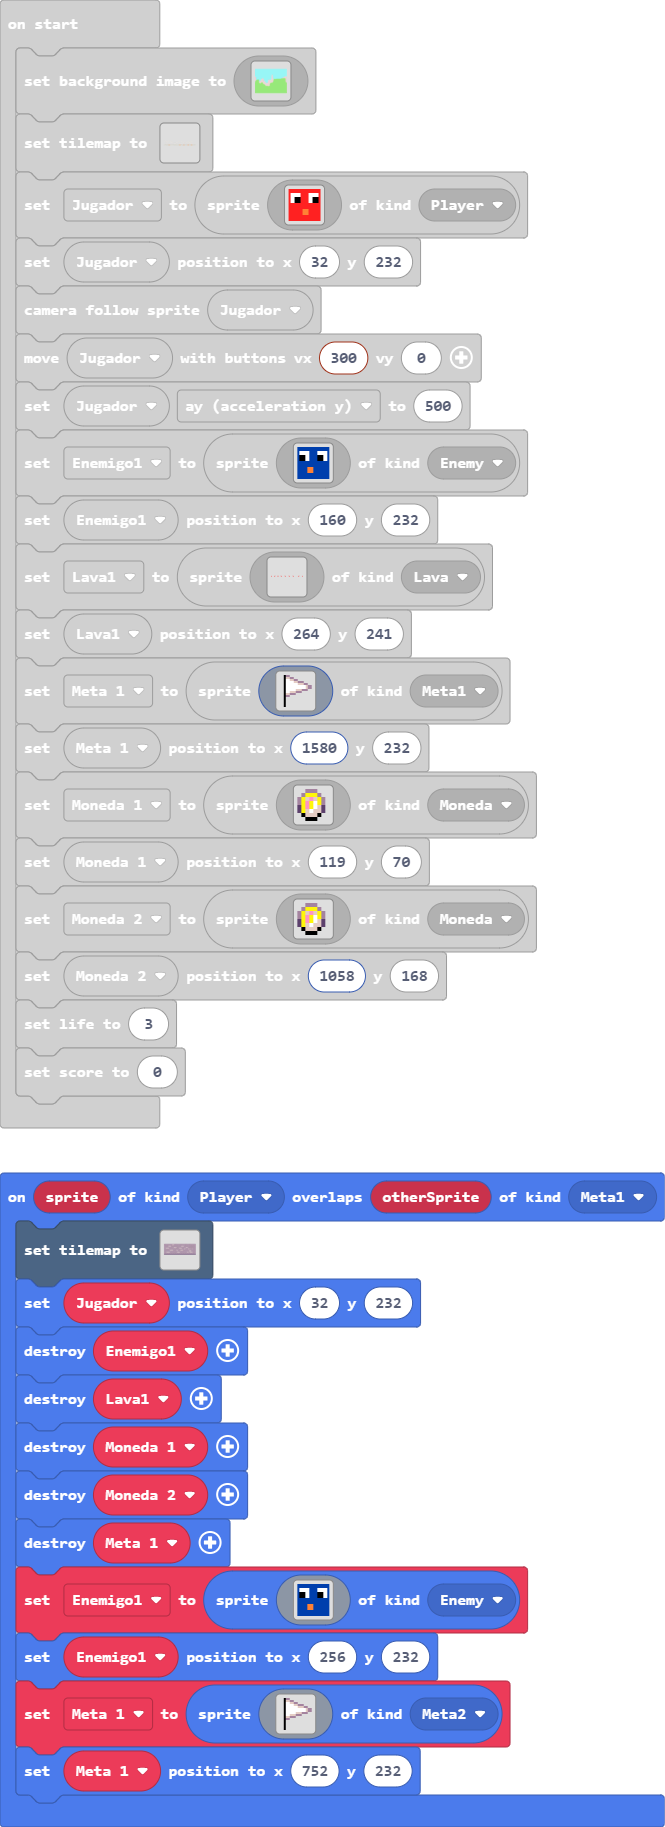 on start
set background image to
set tilemap to
set Jugador to sprite of kind Player
set Jugador position to x 32 y 232
camera follow sprite Jugador
move Jugador with buttons vx 300 vy 0
set Jugador ay (acceleration y) to 500
set Enemigo1 to sprite of kind Enemy
set Enemigo1 position to x 160 y 232
set Lava1 to sprite of kind Lava
set Lava1 position to x 264 y 241
set Meta 1 to sprite of kind Meta1
set Meta 1 position to x 1580 y 232
set Moneda 1 to sprite of kind Moneda
set Moneda 1 position to x 119 y 70
set Moneda 2 to sprite of kind Moneda
set Moneda 2 position to x 1058 y 168
set life to 3
set score to 0
on sprite of kind Player overlaps otherSprite of kind Meta1
set tilemap to
set Jugador position to x 32 y 232
destroy Enemigo1
destroy Lava1
destroy Moneda 1
destroy Moneda 2
destroy Meta 1
set Enemigo1 to sprite of kind Enemy
set Enemigo1 position to x 256 y 232
set Meta 1 to sprite of kind Meta2
set Meta 1 position to x 752 y 232